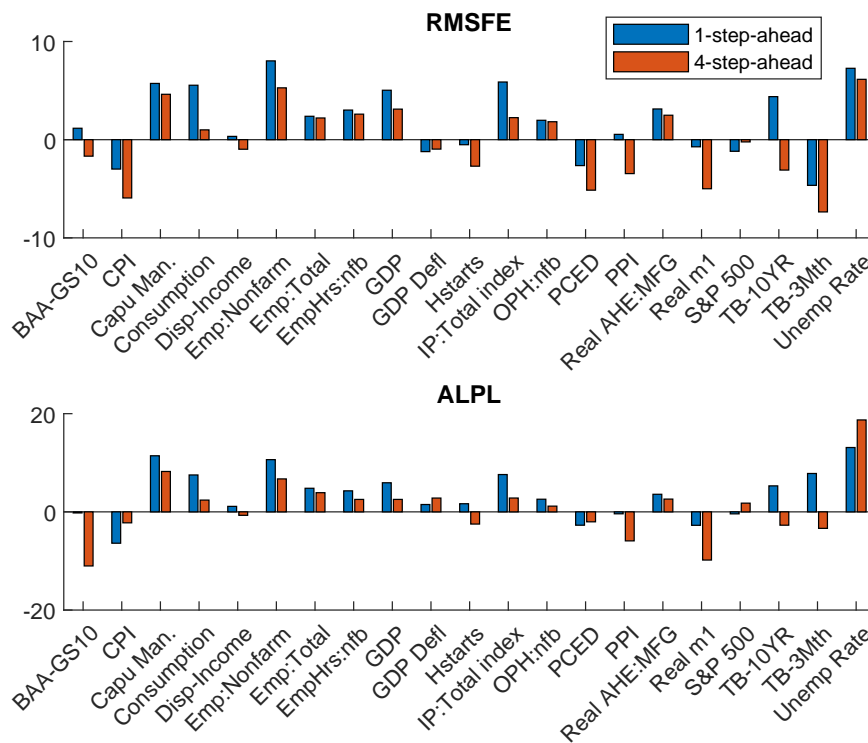 RMSFE
1-step-ahead
4-step-ahead
10
0
-10
BAA-GS10
CPI
Capu Man.
Consumption
Disp-Income
Emp:Nonfarm
Emp:Total
EmpHrs:nfb
GDP
GDP Defl
Hstarts
IP:Total index
OPH:nfb
PCED
PPI
Real AHE:MFG
Real m1
S&P 500
TB-10YR
TB-3Mth
Unemp Rate
ALPL
20
0
-20
BAA-GS10
CPI
Capu Man.
Consumption
Disp-Income
Emp:Nonfarm
Emp:Total
EmpHrs:nfb
GDP
GDP Defl
Hstarts
IP:Total index
OPH:nfb
PCED
PPI
Real AHE:MFG
Real m1
S&P 500
TB-10YR
TB-3Mth
Unemp Rate